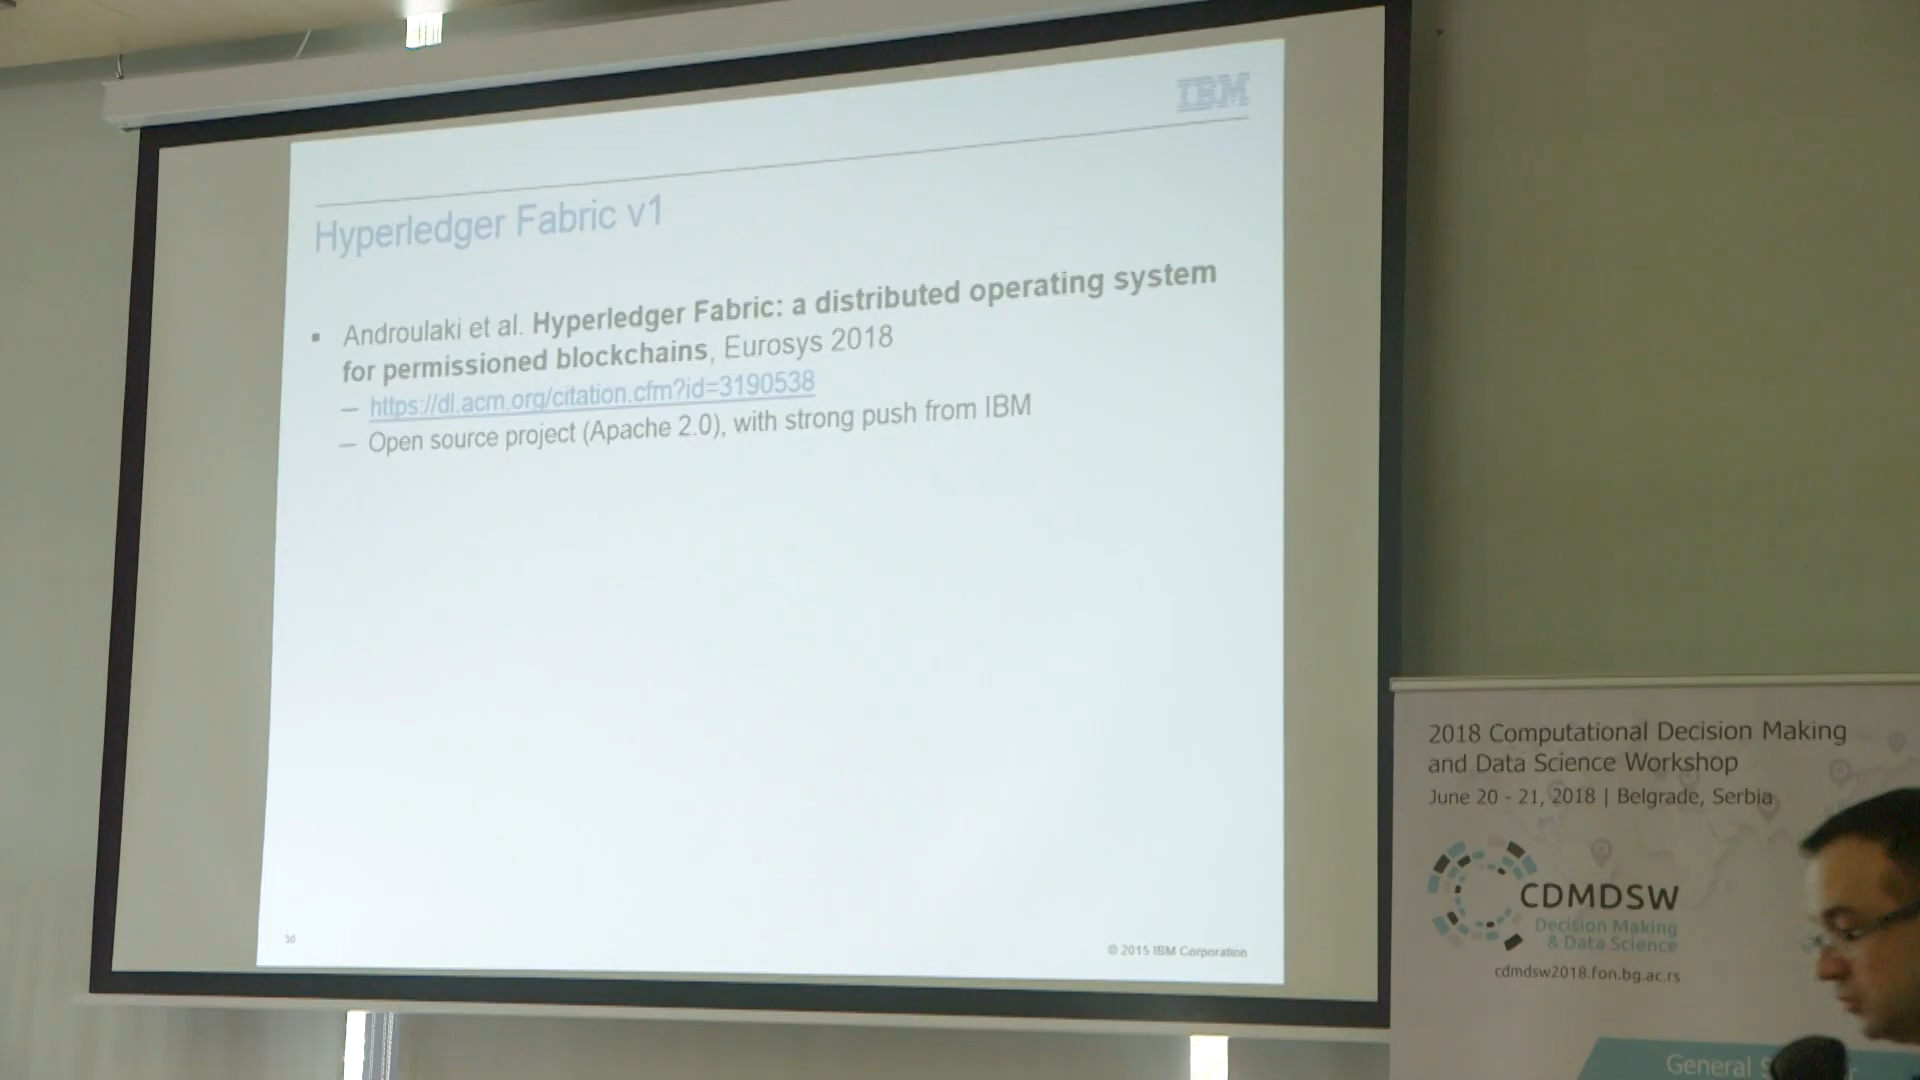 IBM
Hyperledger Fabric v1
▪ Androulaki et al. Hyperledger Fabric: a distributed operating system
for permissioned blockchains, Eurosys 2018
– https://dl.acm.org/citation.cfm?id=3190538
– Open source project (Apache 2.0), with strong push from IBM
30
© 2015 IBM Corporation
2018 Computational Decision Making
and Data Science Workshop
June 20 - 21, 2018 | Belgrade, Serbia
CDMDSW
Decision Making
& Data Science
cdmdsw2018.fon.bg.ac.rs
General